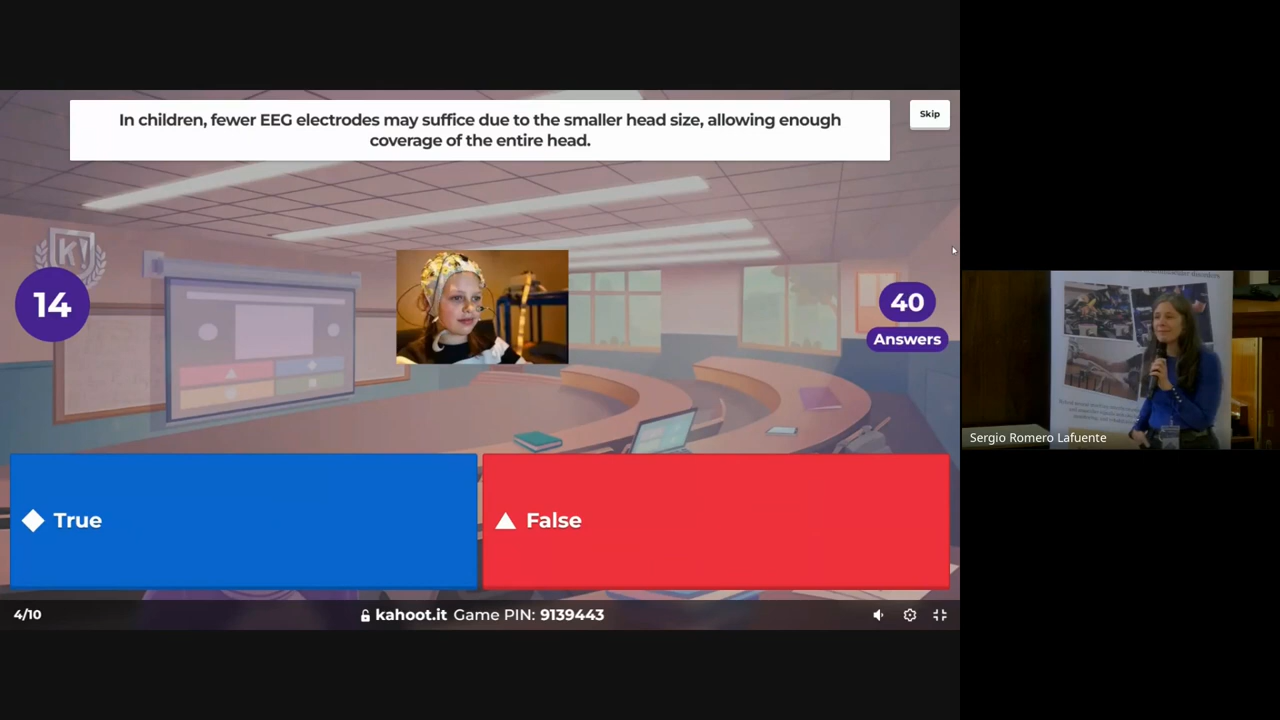 In children, fewer EEG electrodes may suffice due to the smaller head size, allowing enough
coverage of the entire head.
Skip
K!
14
40
Answers
Sergio Romero Lafuente
True
False
4/10
kahoot.it Game PIN: 9139443